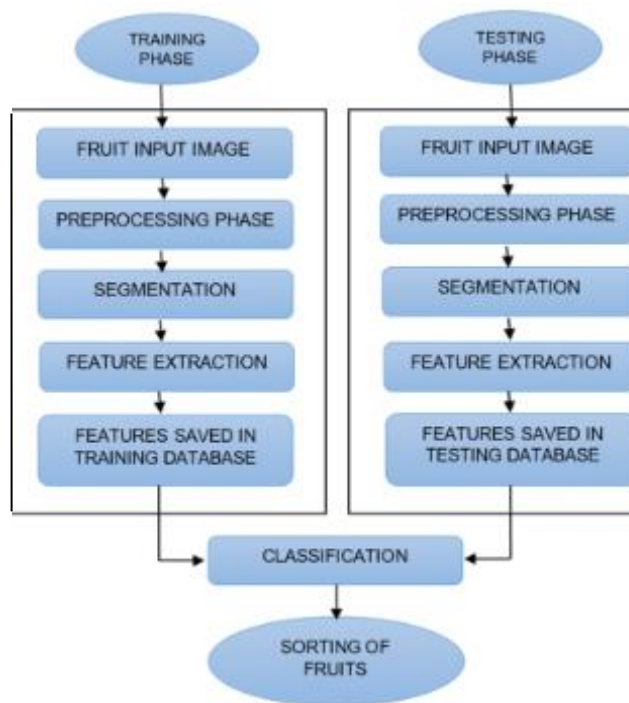 TRAINING
PHASE
FRUIT INPUT IMAGE
PREPROCESSING PHASE
SEGMENTATION
FEATURE EXTRACTION
FEATURES SAVED IN
TRAINING DATABASE
TESTING
PHASE
FRUIT INPUT IMAGE
PREPROCESSING PHASE
SEGMENTATION
FEATURE EXTRACTION
FEATURES SAVED IN
TESTING DATABASE
CLASSIFICATION
SORTING OF
FRUITS